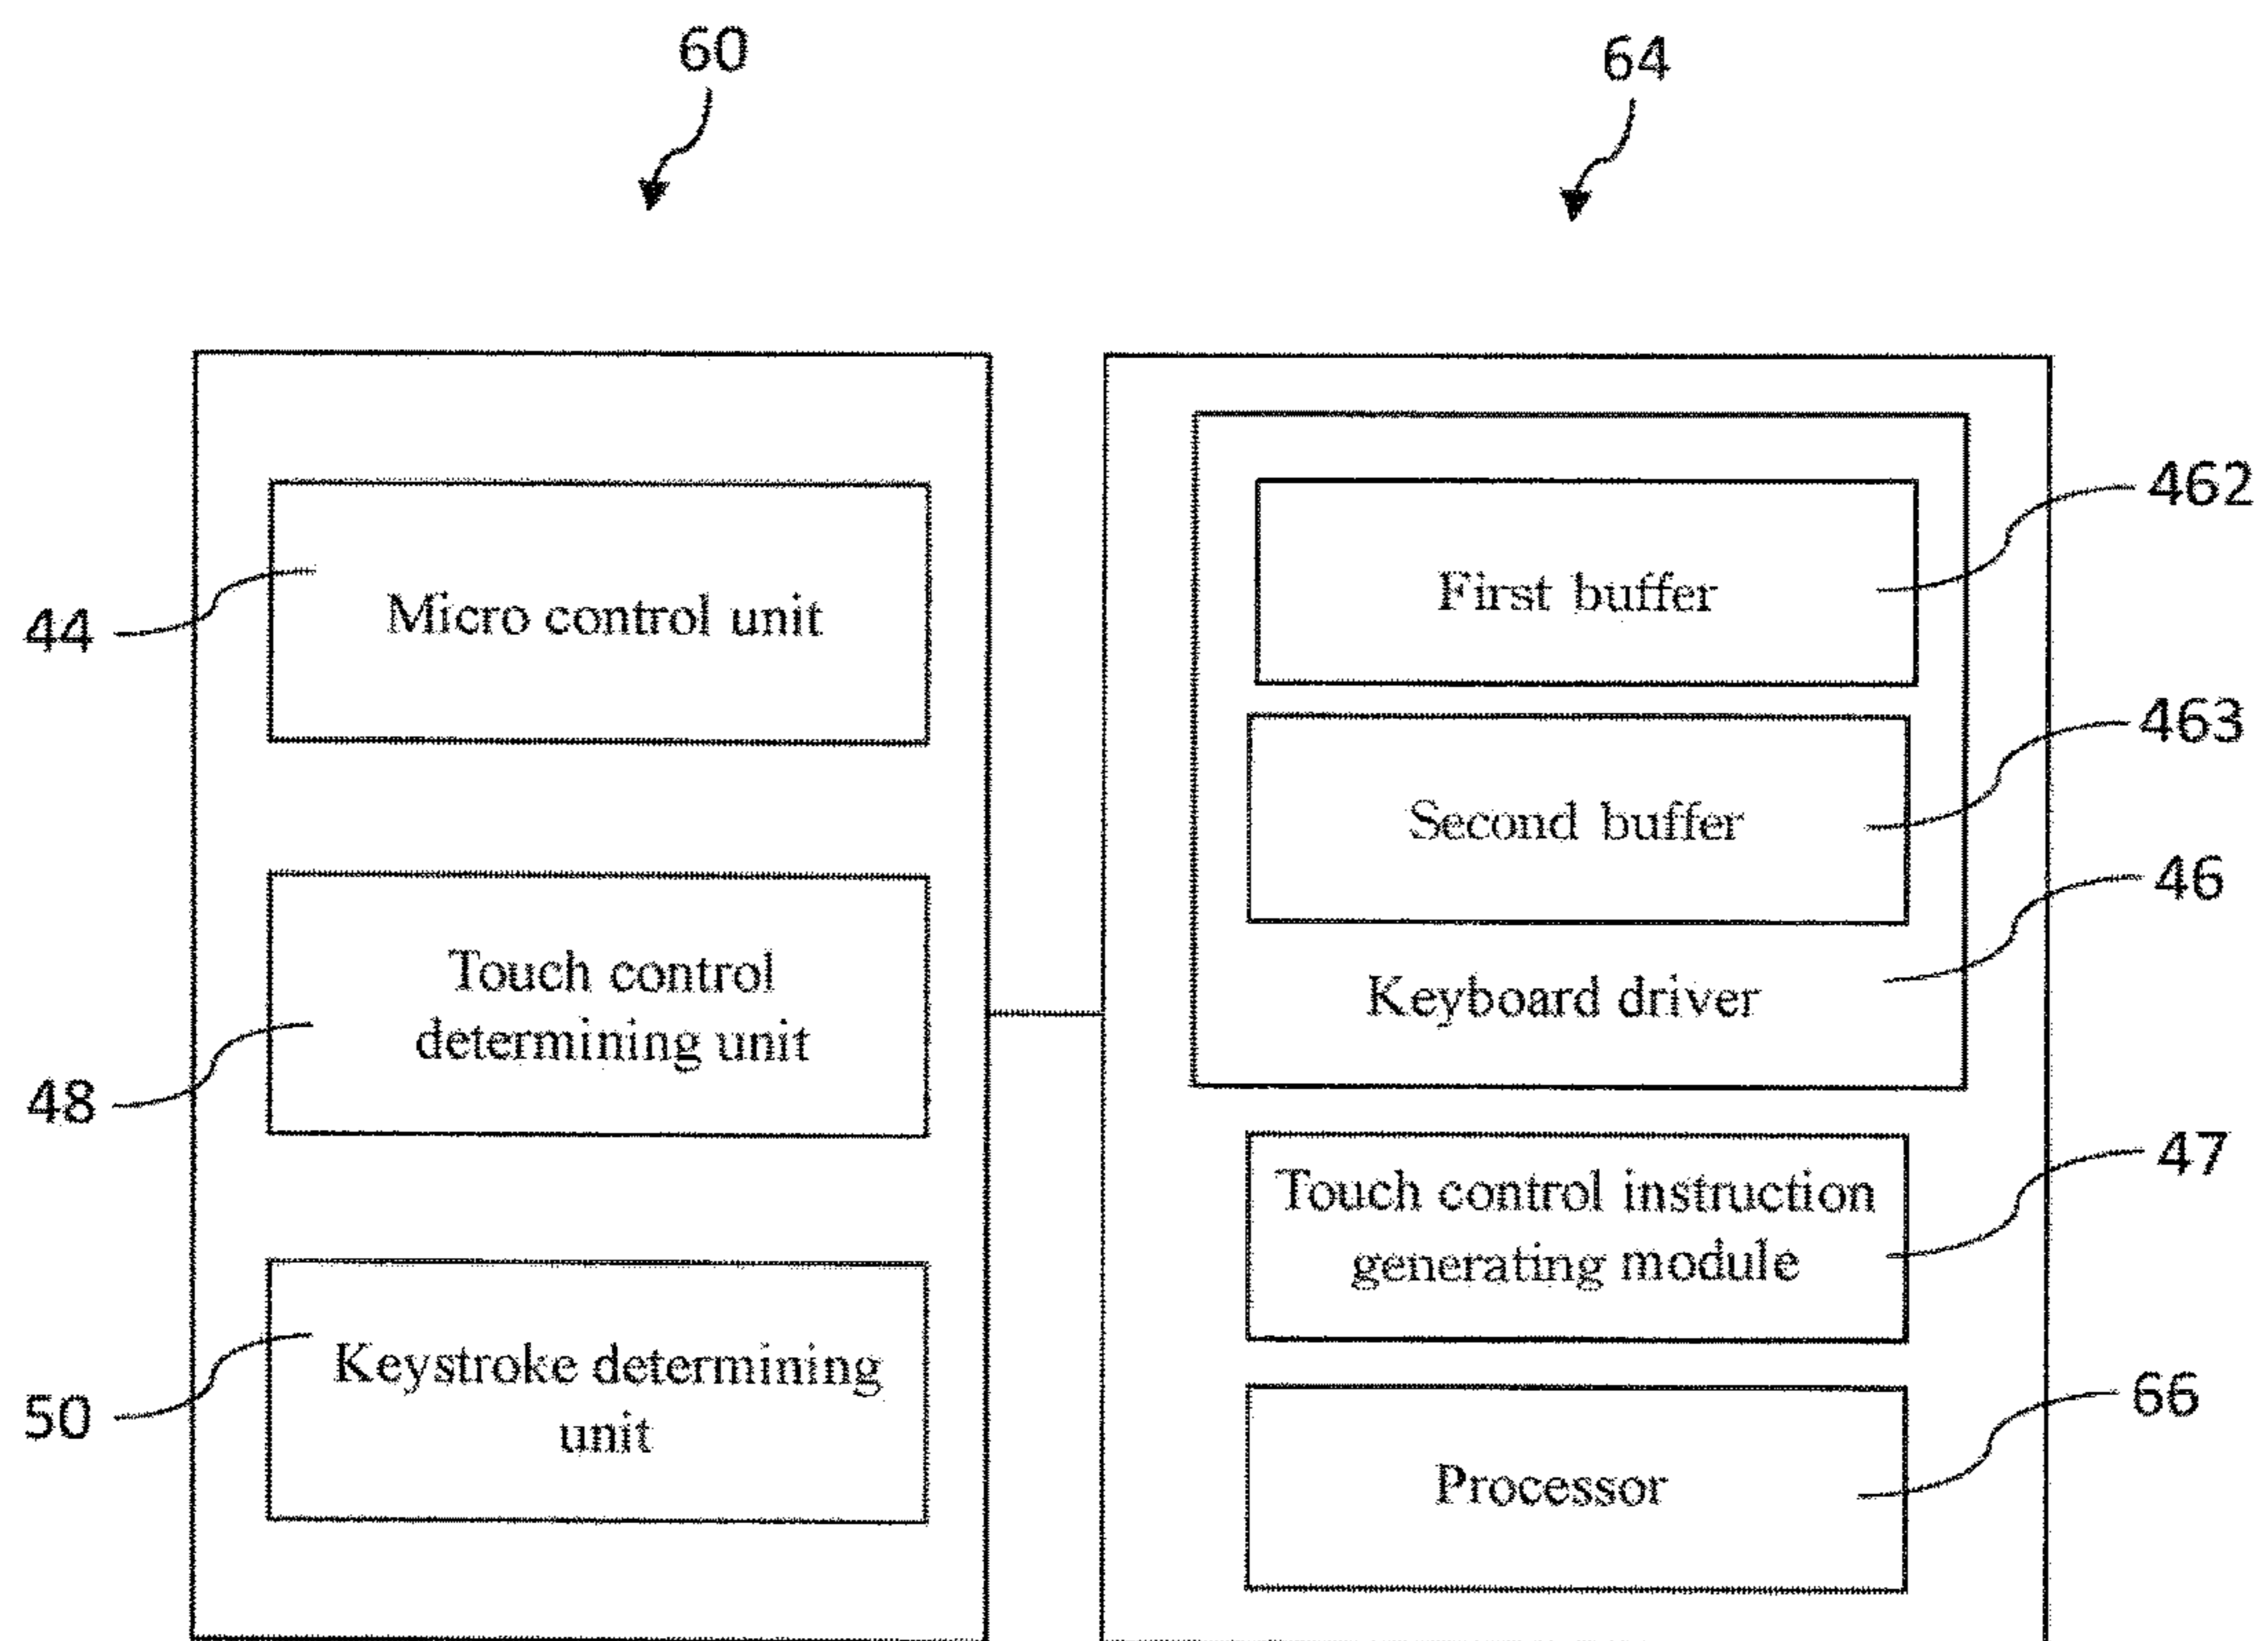 60
64
44
Micro control unit
48
Touch control
determining unit
50
Keystroke determining
unit
462
First buffer
463
Second buffer
46
Keyboard driver
47
Touch control instruction
generating module
66
Processor